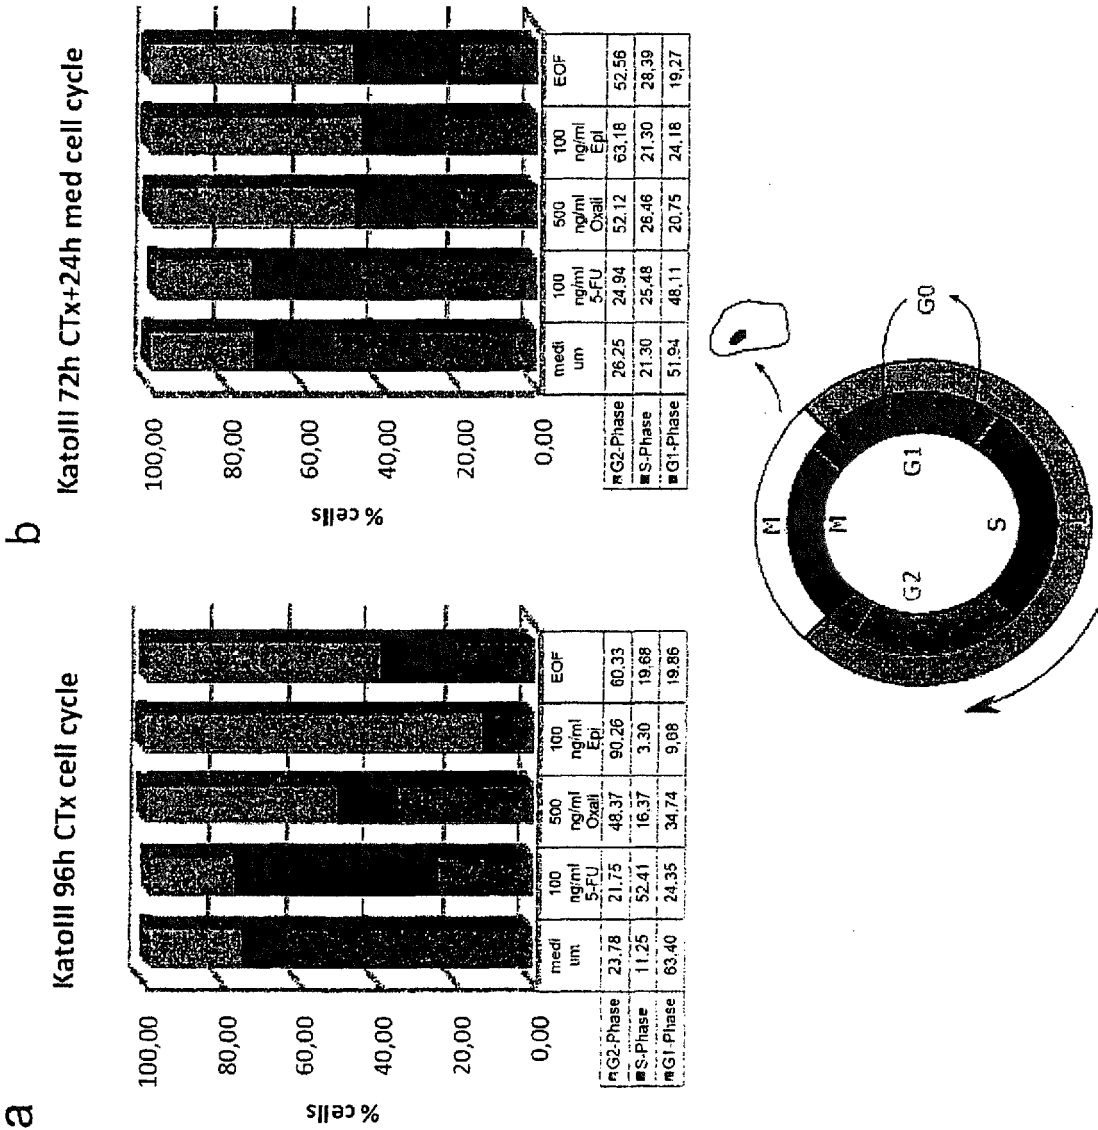 a
KatoIII 96h CTx cell cycle
100,00
80,00
60,00
40,00
20,00
0,00
% cells
medi 100 500 100 EOF
um ng/ml ng/ml ng/ml
5-FU Oxali Epi
G2-Phase 23,78 21,75 48,37 90,26 60,33
S-Phase 11,25 52,41 16,37 3,30 19,68
G1-Phase 63,40 24,35 34,74 9,68 19,86
b
KatoIII 72h CTx+24h med cell cycle
100,00
80,00
60,00
40,00
20,00
0,00
% cells
medi 100 500 100 EOF
um ng/ml ng/ml ng/ml
5-FU Oxali Epi
G2-Phase 26,25 24,94 52,12 63,18 52,56
S-Phase 21,30 25,48 26,46 21,30 28,39
G1-Phase 51,94 48,11 20,75 24,18 19,27
M
M
G2
G1
G0
S